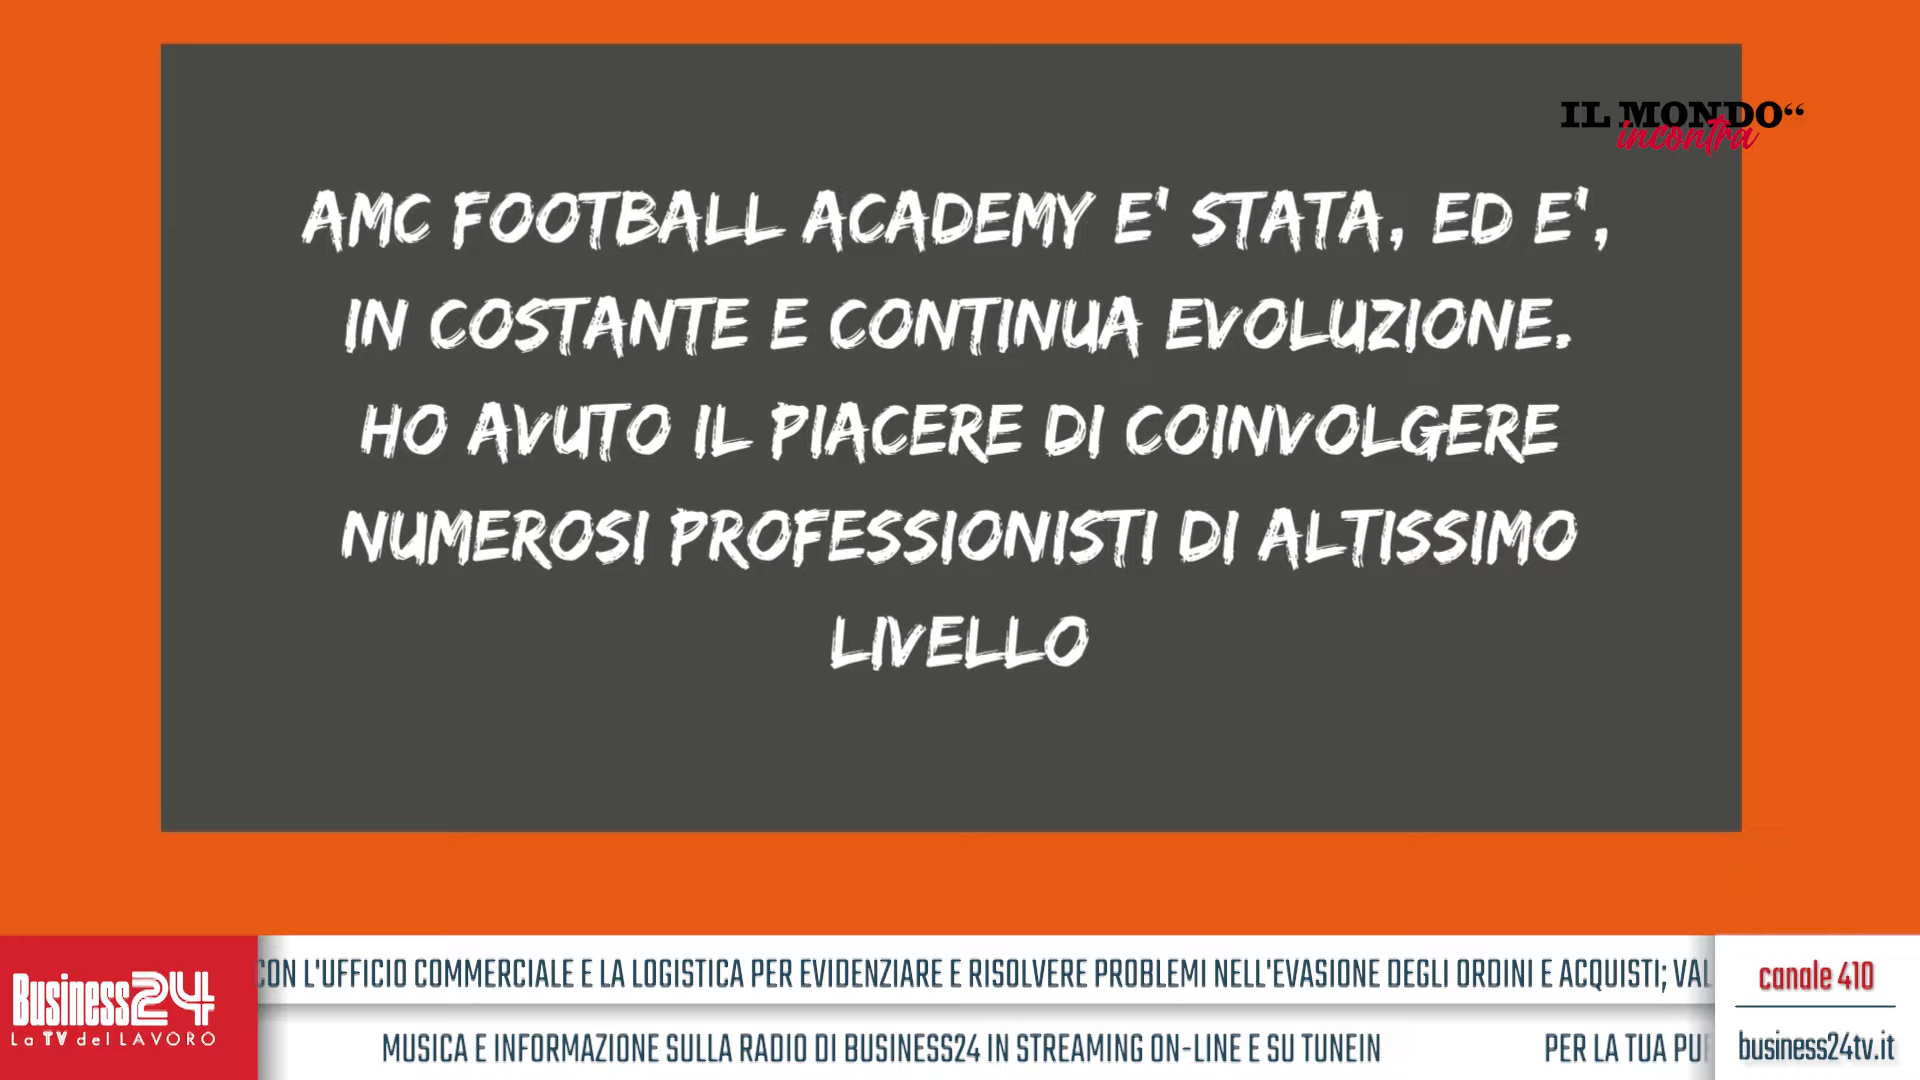 IL MONDO“
incontra
AMC FOOTBALL ACADEMY E' STATA, ED E',
IN COSTANTE E CONTINUA EVOLUZIONE.
HO AVUTO IL PIACERE DI COINVOLGERE
NUMEROSI PROFESSIONISTI DI ALTISSIMO
LIVELLO
CON L'UFFICIO COMMERCIALE E LA LOGISTICA PER EVIDENZIARE E RISOLVERE PROBLEMI NELL'EVASIONE DEGLI ORDINI E ACQUISTI; VAL
canale 410
Business24
La TV del LAVORO
MUSICA E INFORMAZIONE SULLA RADIO DI BUSINESS24 IN STREAMING ON-LINE E SU TUNEIN PER LA TUA PU
business24tv.it